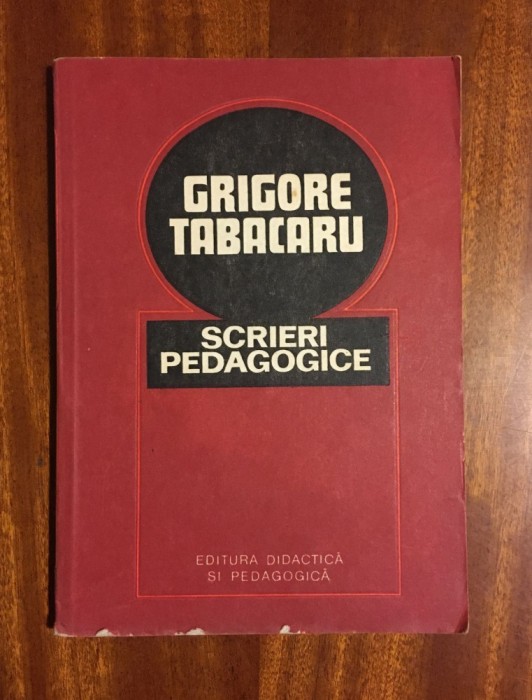 GRIGORE
TABACARU
SCRIERI
PEDAGOGICE
EDITURA DIDACTICĂ
ȘI PEDAGOGICĂ